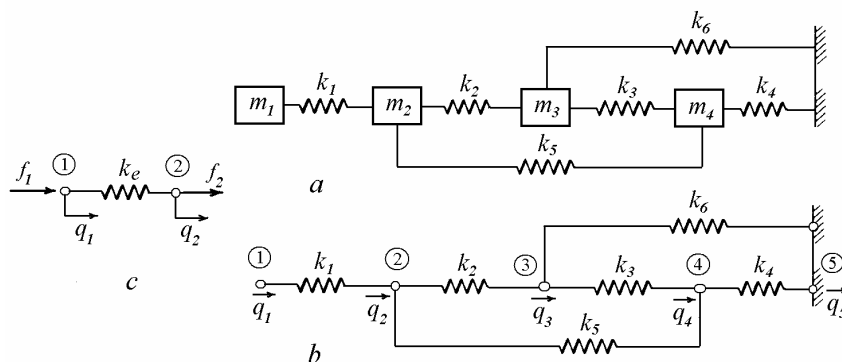 k₆
m₁ k₁ m₂ k₂ m₃ k₃ m₄ k₄
k₅
a
f₁ ① kₑ ② f₂
q₁ q₂
c
k₆
① k₁ ② k₂ ③ k₃ ④ k₄ ⑤
q₁ q₂ q₃ q₄
k₅
b